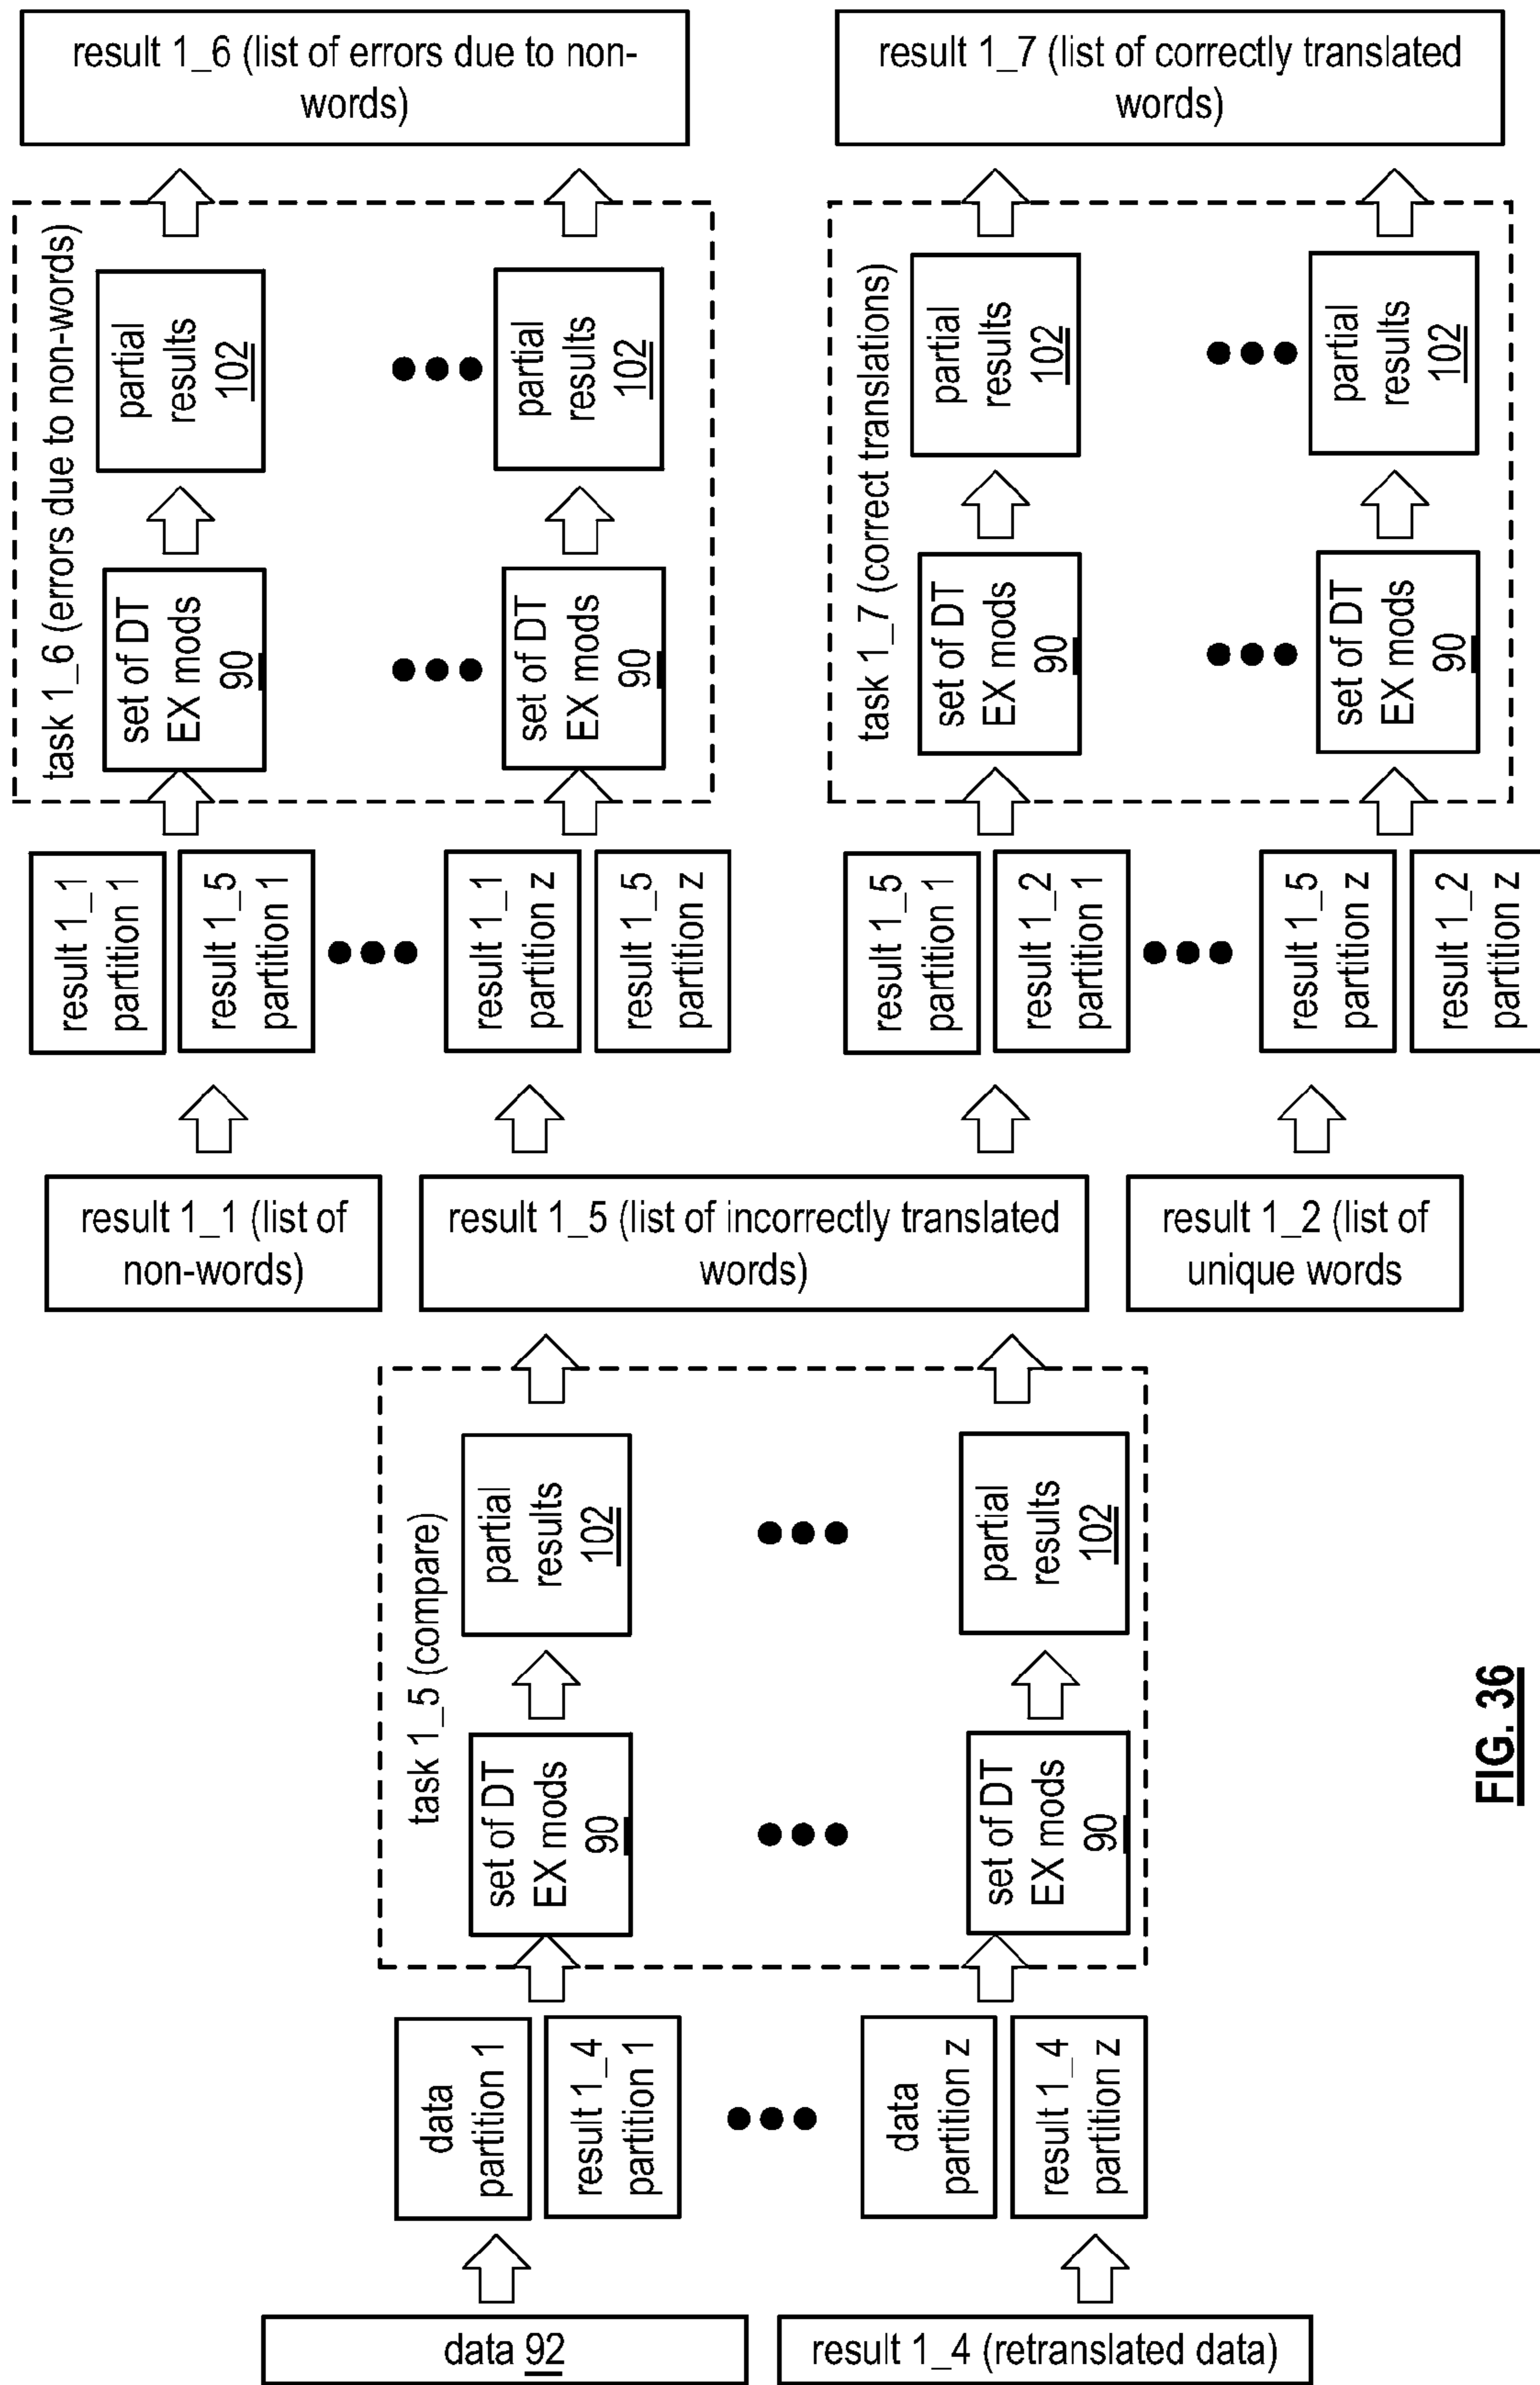 result 1_6 (list of errors due to non-
words)
result 1_7 (list of correctly translated
words)
task 1_6 (errors due to non-words)
set of DT
EX mods
90
partial
results
102
set of DT
EX mods
90
partial
results
102
task 1_7 (correct translations)
set of DT
EX mods
90
partial
results
102
set of DT
EX mods
90
partial
results
102
result 1_1
partition 1
result 1_5
partition 1
result 1_1
partition z
result 1_5
partition z
result 1_5
partition 1
result 1_2
partition 1
result 1_5
partition z
result 1_2
partition z
result 1_1 (list of
non-words)
result 1_5 (list of incorrectly translated
words)
result 1_2 (list of
unique words
task 1_5 (compare)
set of DT
EX mods
90
partial
results
102
set of DT
EX mods
90
partial
results
102
data
partition 1
result 1_4
partition 1
data
partition z
result 1_4
partition z
data 92
result 1_4 (retranslated data)
FIG. 36